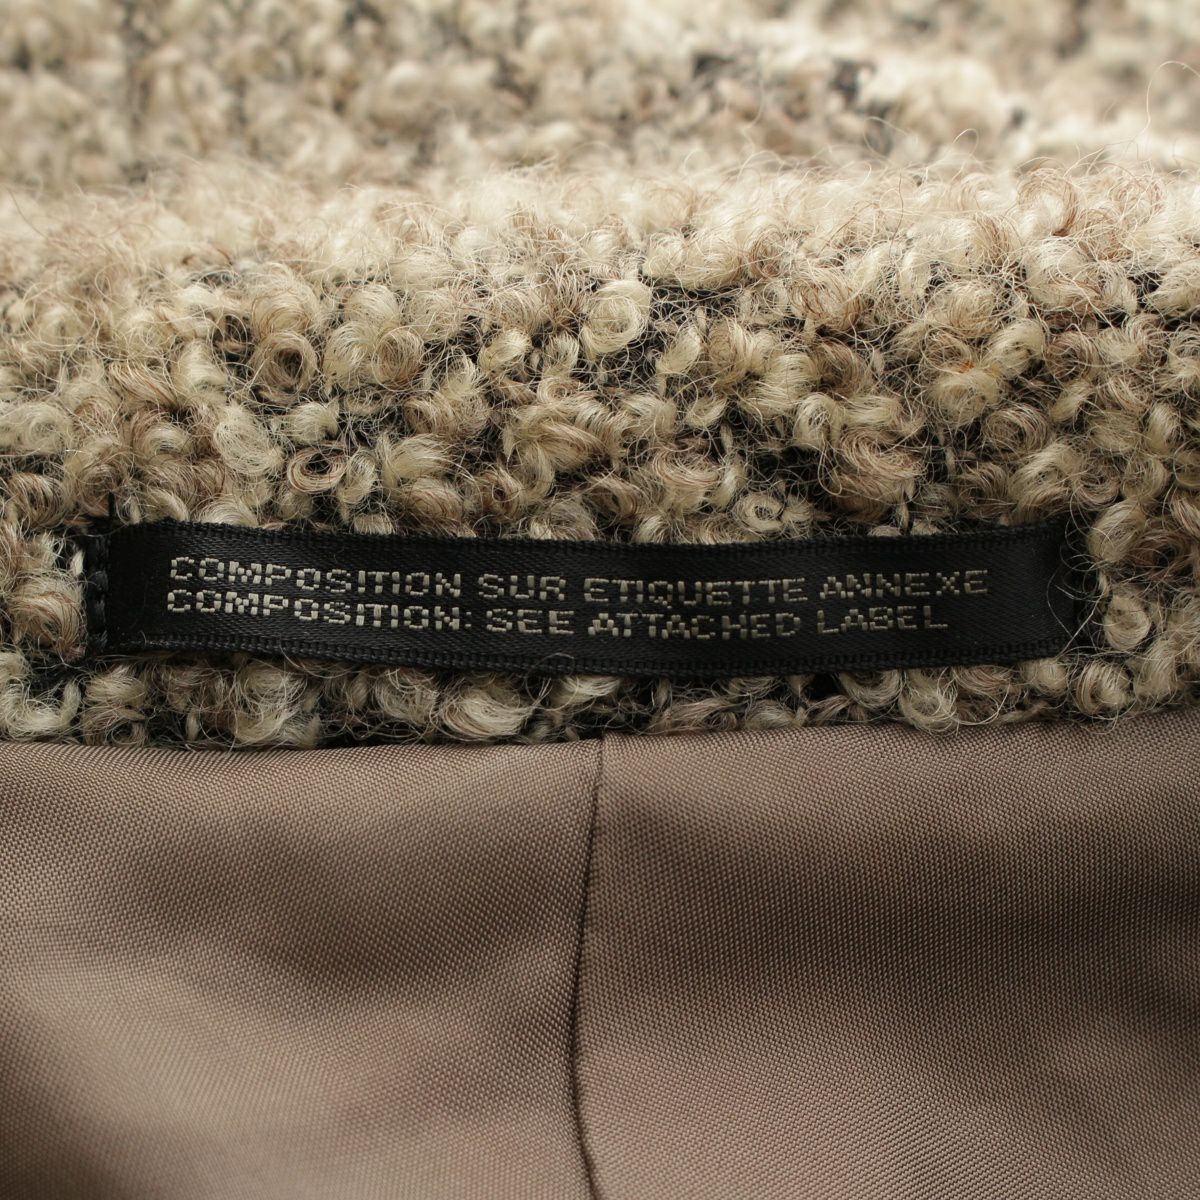 COMPOSITION SUR ETIQUETTE ANNEXE
COMPOSITION: SEE ATTACHED LABEL